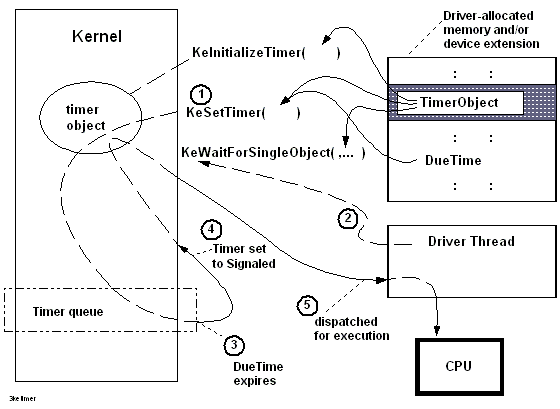 Kernel
Driver-allocated
memory and/or
device extension
KeInitializeTimer( )
: :
TimerObject
1
timer
object
KeSetTimer( )
: :
KeWaitForSingleObject( ,... )
DueTime
: :
2
4
Timer set
to Signaled
Driver Thread
Timer queue
5
dispatched
for execution
3
DueTime
expires
CPU
3ketimer